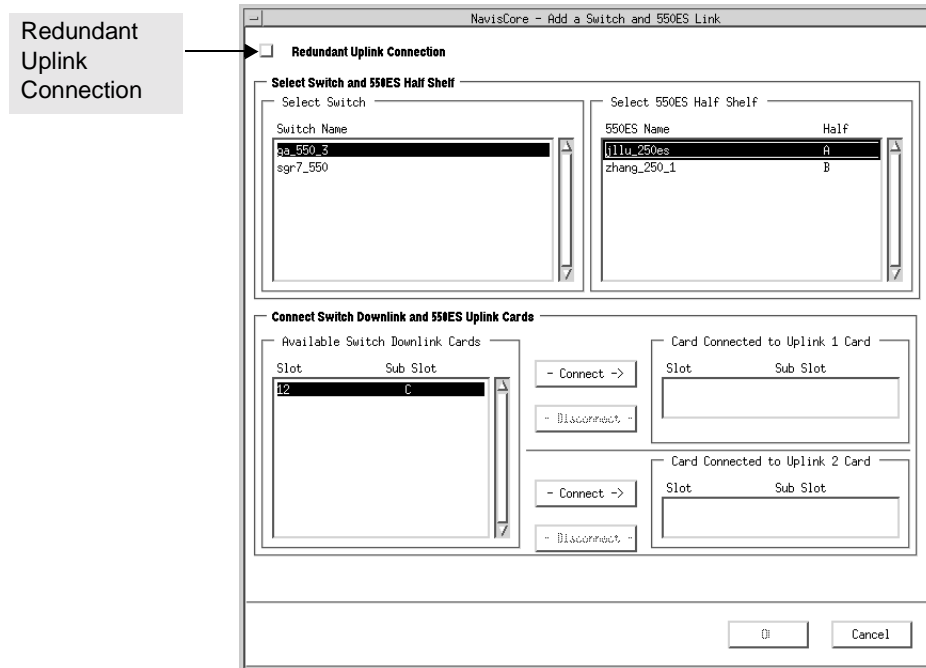 Redundant
Uplink
Connection
NavisCore - Add a Switch and 550ES Link
Redundant Uplink Connection
Select Switch and 550ES Half Shelf
Select Switch
Select 550ES Half Shelf
Switch Name
550ES Name Half
ga_550_3
jllu_250es A
sgr7_550
zhang_250_1 B
Connect Switch Downlink and 550ES Uplink Cards
Available Switch Downlink Cards
Card Connected to Uplink 1 Card
Slot Sub Slot
- Connect ->
Slot Sub Slot
12 C
- Disconnect -
Card Connected to Uplink 2 Card
- Connect ->
Slot Sub Slot
- Disconnect -
Cancel